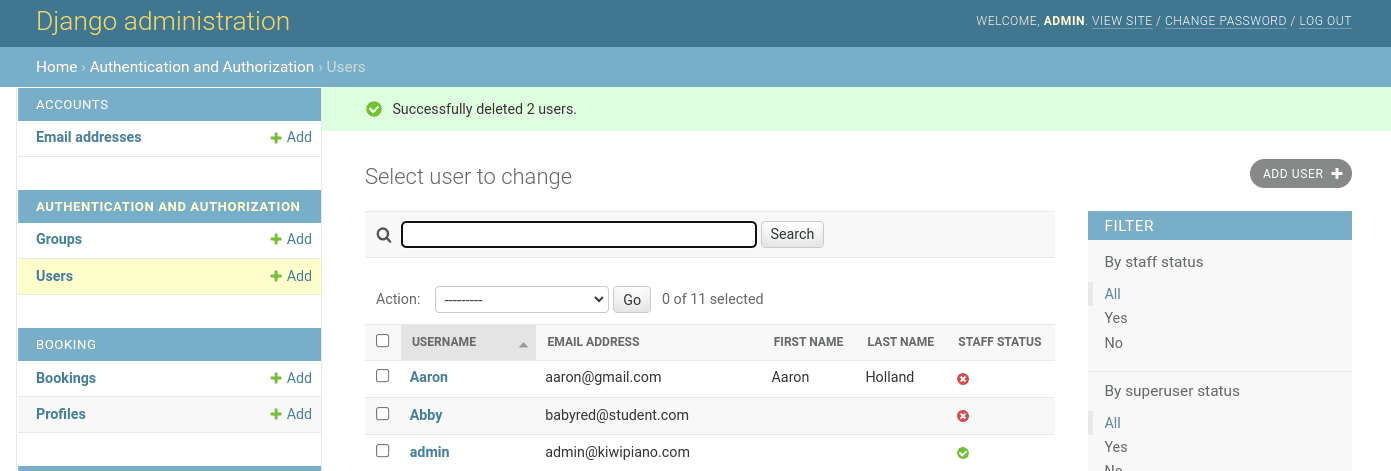 Django administration
WELCOME, ADMIN. VIEW SITE / CHANGE PASSWORD / LOG OUT
Home › Authentication and Authorization › Users
ACCOUNTS
Email addresses Add
AUTHENTICATION AND AUTHORIZATION
Groups Add
Users Add
BOOKING
Bookings Add
Profiles Add
Successfully deleted 2 users.
Select user to change
ADD USER
Search
Action: --------- Go 0 of 11 selected
USERNAME EMAIL ADDRESS FIRST NAME LAST NAME STAFF STATUS
Aaron aaron@gmail.com Aaron Holland
Abby babyred@student.com
admin admin@kiwipiano.com
FILTER
By staff status
All
Yes
No
By superuser status
All
Yes
No